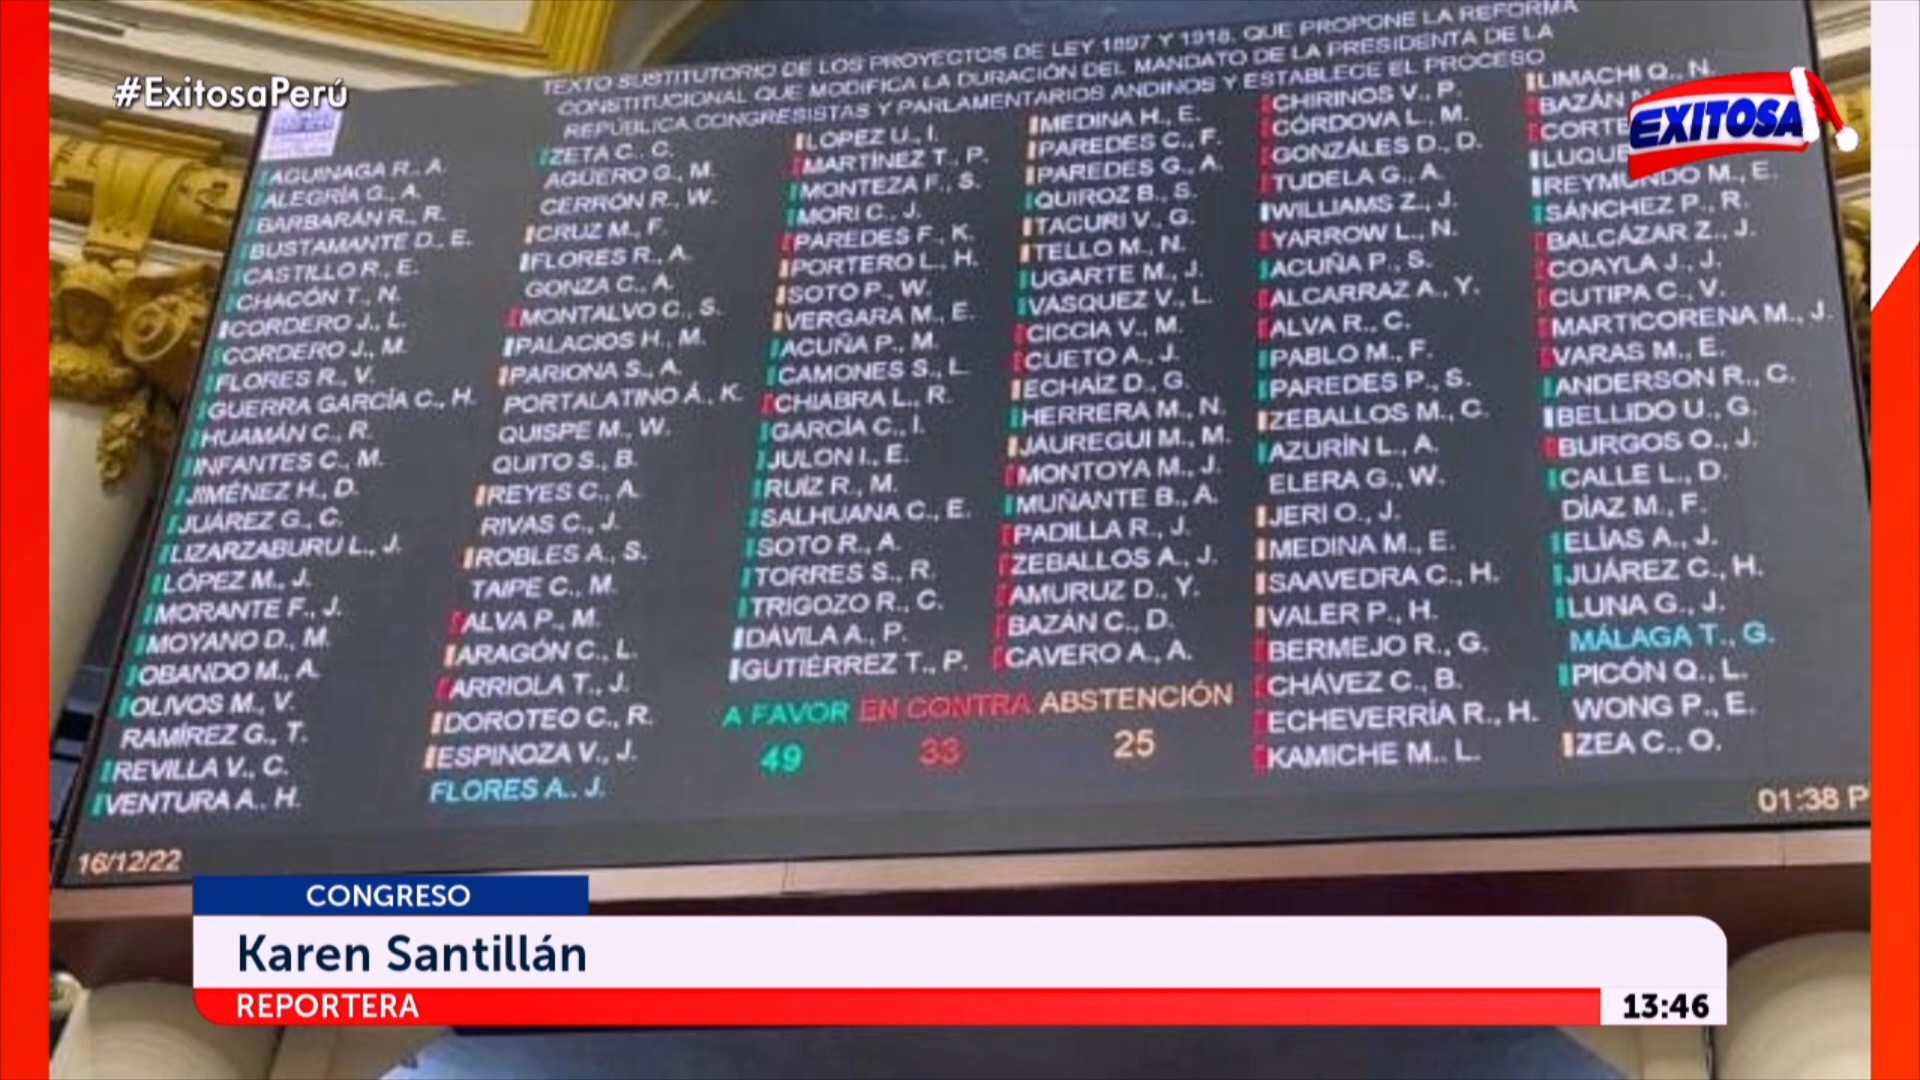 #ExitosaPerú
EXITOSA
TEXTO SUSTITUTORIO DE LOS PROYECTOS DE LEY 1897 Y 1918, QUE PROPONE LA REFORMA
CONSTITUCIONAL QUE MODIFICA LA DURACIÓN DEL MANDATO DE LA PRESIDENTA DE LA
REPÚBLICA CONGRESISTAS Y PARLAMENTARIOS ANDINOS Y ESTABLECE EL PROCESO
AGUINAGA R., A.
ALEGRÍA G., A.
BARBARÁN R., R.
BUSTAMANTE D., E.
CASTILLO R., E.
CHACÓN T., N.
CORDERO J., L.
CORDERO J., M.
FLORES R., V.
GUERRA GARCÍA C., H.
HUAMÁN C., R.
INFANTES C., M.
JIMÉNEZ H., D.
JUÁREZ G., C.
LIZARZABURU L., J.
LÓPEZ M., J.
MORANTE F., J.
MOYANO D., M.
OBANDO M., A.
OLIVOS M., V.
RAMÍREZ G., T.
REVILLA V., C.
VENTURA A., H.
ZETA C., C.
AGÜERO G., M.
CERRÓN R., W.
CRUZ M., F.
FLORES R., A.
GONZA C., A.
MONTALVO C., S.
PALACIOS H., M.
PARIONA S., A.
PORTALATINO Á., K.
QUISPE M., W.
QUITO S., B.
REYES C., A.
RIVAS C., J.
ROBLES A., S.
TAIPE C., M.
ALVA P., M.
ARAGÓN C., L.
ARRIOLA T., J.
DOROTEO C., R.
ESPINOZA V., J.
FLORES A., J.
LÓPEZ U., I.
MARTÍNEZ T., P.
MONTEZA F., S.
MORI C., J.
PAREDES F., K.
PORTERO L., H.
SOTO P., W.
VERGARA M., E.
ACUÑA P., M.
CAMONES S., L.
CHIABRA L., R.
GARCÍA C., I.
JULON I., E.
RUÍZ R., M.
SALHUANA C., E.
SOTO R., A.
TORRES S., R.
TRIGOZO R., C.
DÁVILA A., P.
GUTIÉRREZ T., P.
MEDINA H., E.
PAREDES C., F.
PAREDES G., A.
QUIROZ B., S.
TACURI V., G.
TELLO M., N.
UGARTE M., J.
VÁSQUEZ V., L.
CICCIA V., M.
CUETO A., J.
ECHAÍZ D., G.
HERRERA M., N.
JÁUREGUI M., M.
MONTOYA M., J.
MUÑANTE B., A.
PADILLA R., J.
ZEBALLOS A., J.
AMURUZ D., Y.
BAZÁN C., D.
CAVERO A., A.
A FAVOR EN CONTRA ABSTENCIÓN
49 33 25
CHIRINOS V., P.
CÓRDOVA L., M.
GONZÁLES D., D.
TUDELA G., A.
WILLIAMS Z., J.
YARROW L., N.
ACUÑA P., S.
ALCARRAZ A., Y.
ALVA R., C.
PABLO M., F.
PAREDES P., S.
ZEBALLOS M., C.
AZURÍN L., A.
ELERA G., W.
JERI O., J.
MEDINA M., E.
SAAVEDRA C., H.
VALER P., H.
BERMEJO R., G.
CHÁVEZ C., B.
ECHEVERRÍA R., H.
KAMICHE M., L.
LIMACHI Q., N.
BAZÁN N
CORTE
LUQUE
REYMUNDO M., E.
SÁNCHEZ P., R.
BALCÁZAR Z., J.
COAYLA J., J.
CUTIPA C., V.
MARTICORENA M., J.
VARAS M., E.
ANDERSON R., C.
BELLIDO U., G.
BURGOS O., J.
CALLE L., D.
DÍAZ M., F.
ELÍAS A., J.
JUÁREZ C., H.
LUNA G., J.
MÁLAGA T., G.
PICÓN Q., L.
WONG P., E.
ZEA C., O.
01:38 P
16/12/22
CONGRESO
Karen Santillán
REPORTERA
13:46